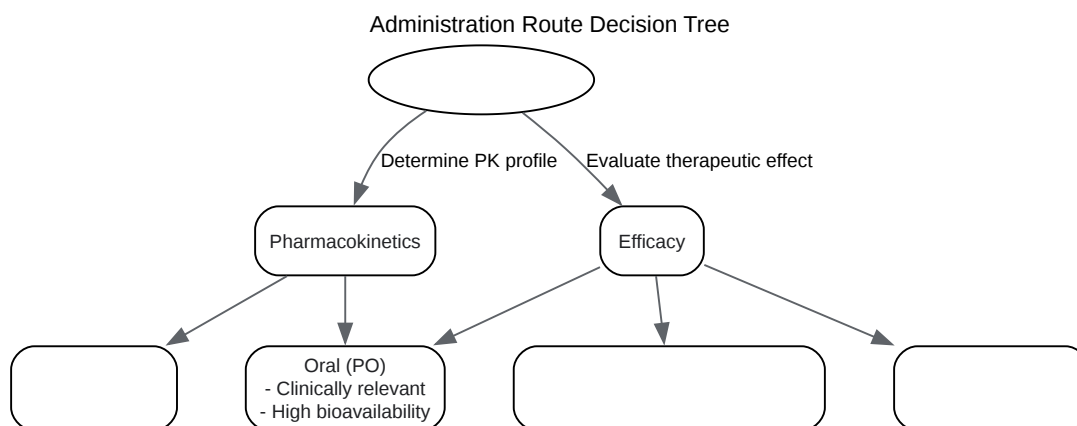 Administration Route Decision Tree
Determine PK profile
Evaluate therapeutic effect
Pharmacokinetics
Efficacy
Oral (PO)
- Clinically relevant
- High bioavailability